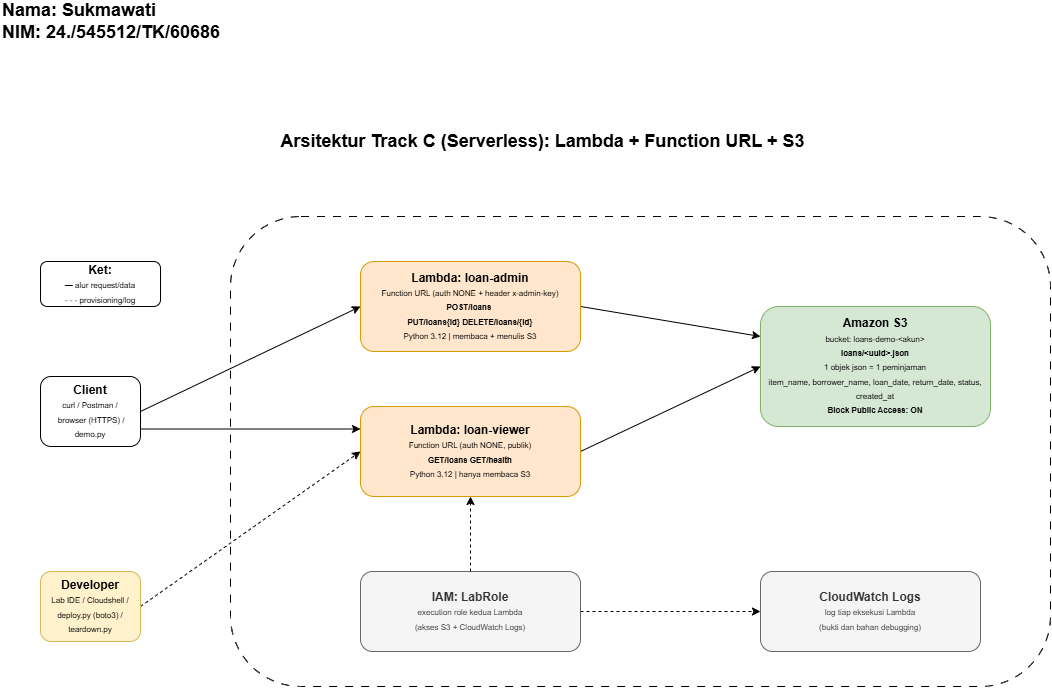 Nama: Sukmawati
NIM: 24./545512/TK/60686
Arsitektur Track C (Serverless): Lambda + Function URL + S3
Ket:
— alur request/data
- - - provisioning/log
Client
curl / Postman /
browser (HTTPS) /
demo.py
Developer
Lab IDE / Cloudshell /
deploy.py (boto3) /
teardown.py
Lambda: loan-admin
Function URL (auth NONE + header x-admin-key)
POST/loans
PUT/loans{id} DELETE/loans/{id}
Python 3.12 | membaca + menulis S3
Lambda: loan-viewer
Function URL (auth NONE, publik)
GET/loans GET/health
Python 3.12 | hanya membaca S3
IAM: LabRole
execution role kedua Lambda
(akses S3 + CloudWatch Logs)
Amazon S3
bucket: loans-demo-<akun>
loans/<uuid>.json
1 objek json = 1 peminjaman
item_name, borrower_name, loan_date, return_date, status,
created_at
Block Public Access: ON
CloudWatch Logs
log tiap eksekusi Lambda
(bukti dan bahan debugging)